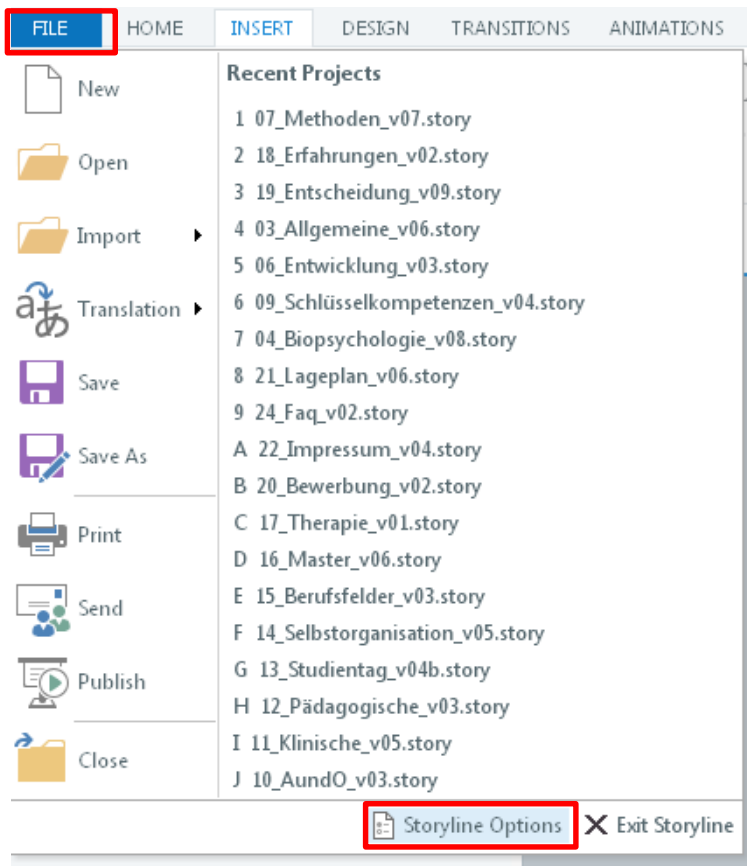 FILE HOME INSERT DESIGN TRANSITIONS ANIMATIONS
New
Open
Import
Translation
Save
Save As
Print
Send
Publish
Close
Recent Projects
1 07_Methoden_v07.story
2 18_Erfahrungen_v02.story
3 19_Entscheidung_v09.story
4 03_Allgemeine_v06.story
5 06_Entwicklung_v03.story
6 09_Schlüsselkompetenzen_v04.story
7 04_Biopsychologie_v08.story
8 21_Lageplan_v06.story
9 24_Faq_v02.story
A 22_Impressum_v04.story
B 20_Bewerbung_v02.story
C 17_Therapie_v01.story
D 16_Master_v06.story
E 15_Berufsfelder_v03.story
F 14_Selbstorganisation_v05.story
G 13_Studientag_v04b.story
H 12_Pädagogische_v03.story
I 11_Klinische_v05.story
J 10_AundO_v03.story
Storyline Options Exit Storyline